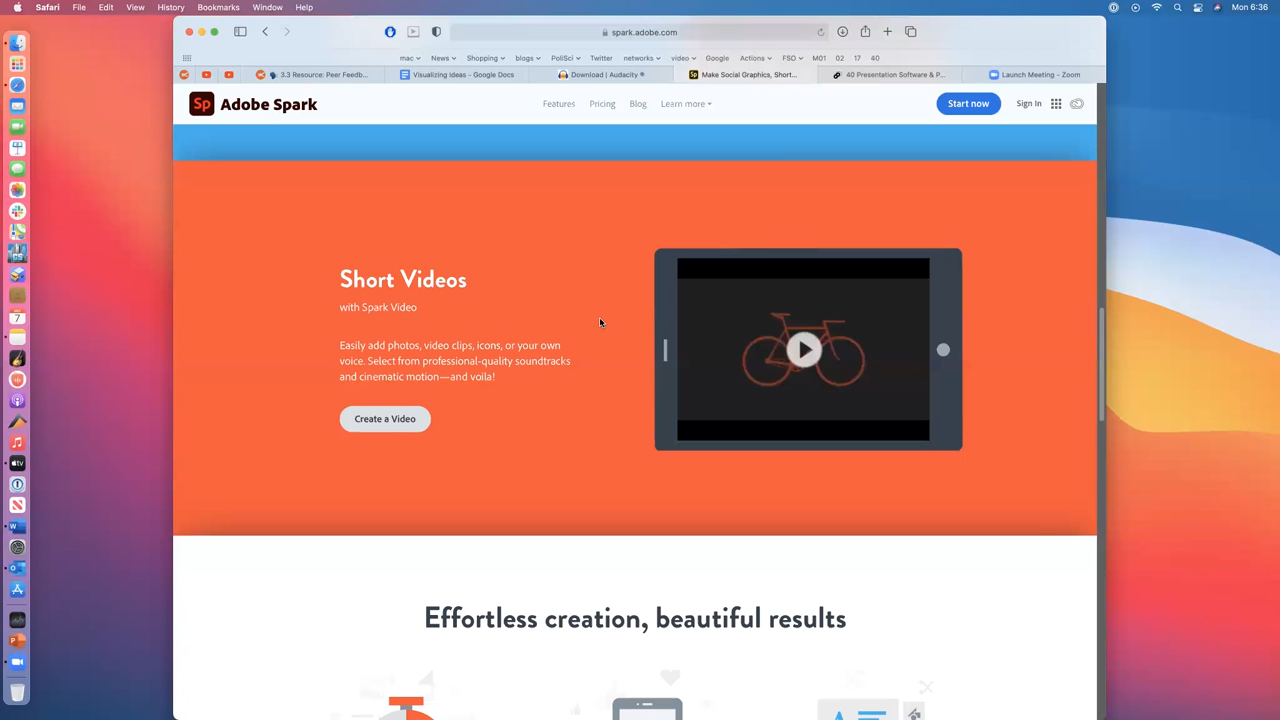 Safari File Edit View History Bookmarks Window Help Mon 6:36
spark.adobe.com
mac News Shopping blogs PoliSci Twitter networks video Google Actions FSO M01 02 17 40
3.3 Resource: Peer Feedb... Visualizing Ideas - Google Docs Download | Audacity ® Make Social Graphics, Short... 40 Presentation Software & P... Launch Meeting - Zoom
Sp Adobe Spark Features Pricing Blog Learn more Start now Sign In
Short Videos
with Spark Video
Easily add photos, video clips, icons, or your own
voice. Select from professional-quality soundtracks
and cinematic motion—and voila!
Create a Video
Effortless creation, beautiful results